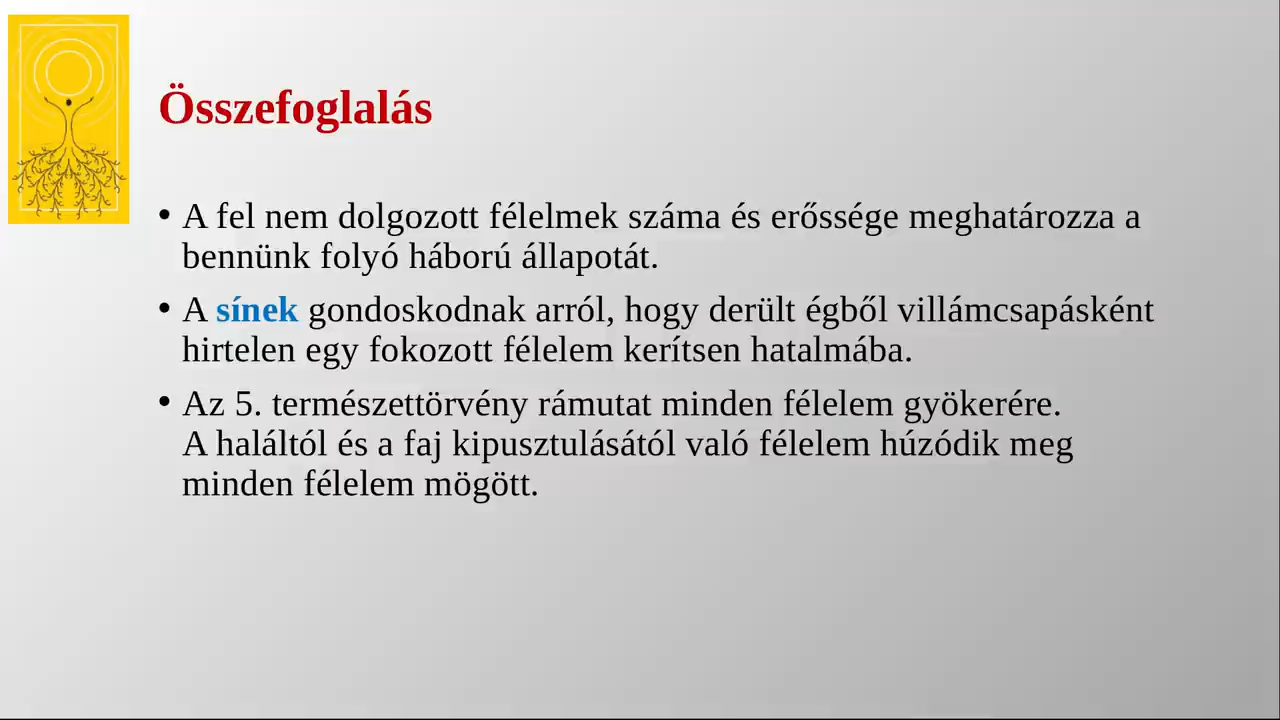 Összefoglalás
• A fel nem dolgozott félelmek száma és erőssége meghatározza a
bennünk folyó háború állapotát.
• A sínek gondoskodnak arról, hogy derült égből villámcsapásként
hirtelen egy fokozott félelem kerítsen hatalmába.
• Az 5. természettörvény rámutat minden félelem gyökerére.
A haláltól és a faj kipusztulásától való félelem húzódik meg
minden félelem mögött.